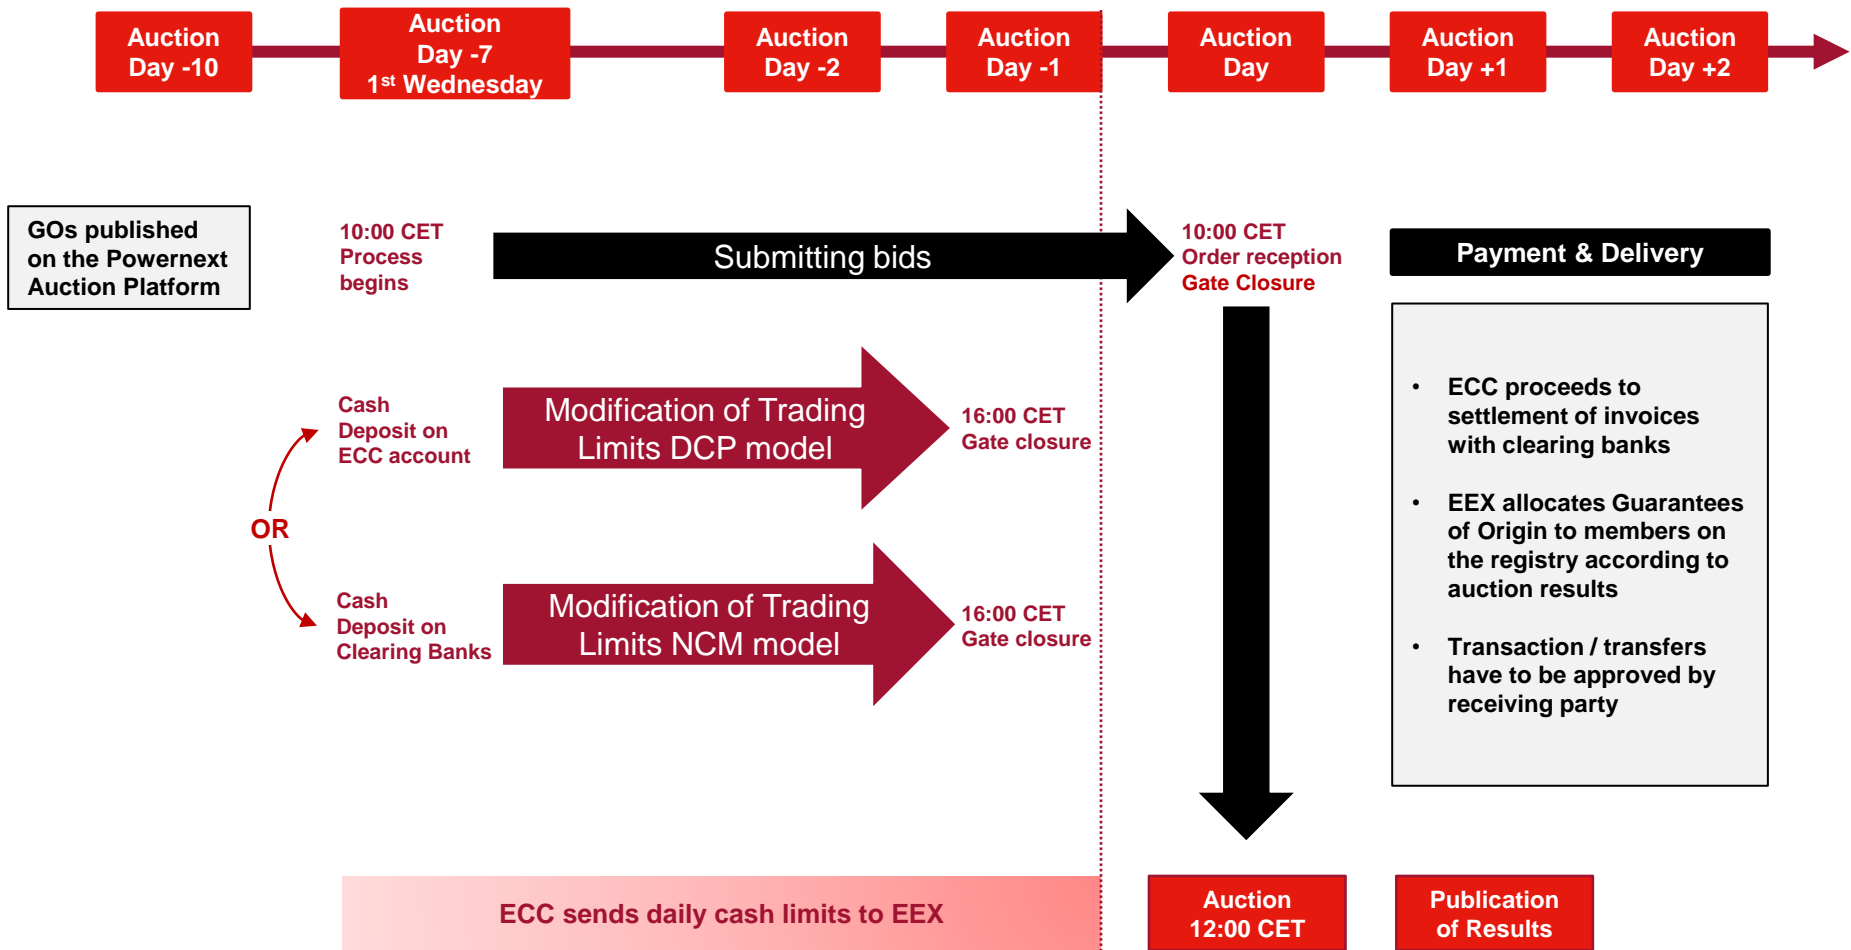 Auction
Day -10
Auction
Day -7
1st Wednesday
Auction
Day -2
Auction
Day -1
Auction
Day
Auction
Day +1
Auction
Day +2
GOs published
on the Powernext
Auction Platform
10:00 CET
Process
begins
Submitting bids
10:00 CET
Order reception
Gate Closure
Payment & Delivery
Cash
Deposit on
ECC account
Modification of Trading
Limits DCP model
16:00 CET
Gate closure
OR
Cash
Deposit on
Clearing Banks
Modification of Trading
Limits NCM model
16:00 CET
Gate closure
• ECC proceeds to
settlement of invoices
with clearing banks
• EEX allocates Guarantees
of Origin to members on
the registry according to
auction results
• Transaction / transfers
have to be approved by
receiving party
ECC sends daily cash limits to EEX
Auction
12:00 CET
Publication
of Results